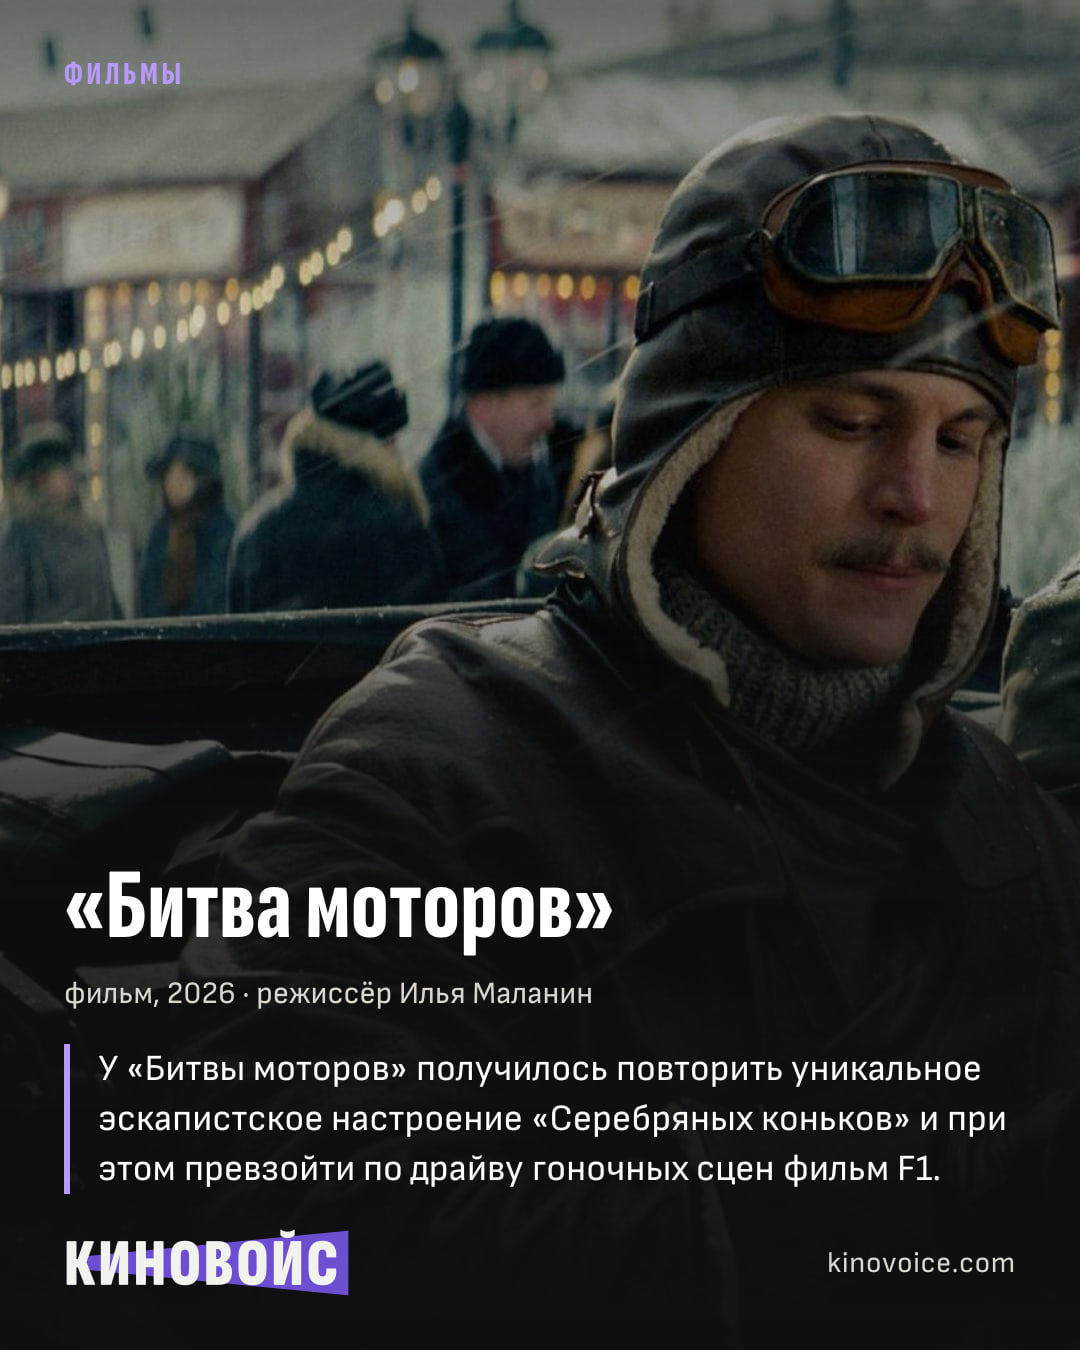 ФИЛЬМЫ
«Битва моторов»
фильм, 2026 · режиссёр Илья Маланин
У «Битвы моторов» получилось повторить уникальное
эскапистское настроение «Серебряных коньков» и при
этом превзойти по драйву гоночных сцен фильм F1.
КИНОВОЙС
kinovoice.com